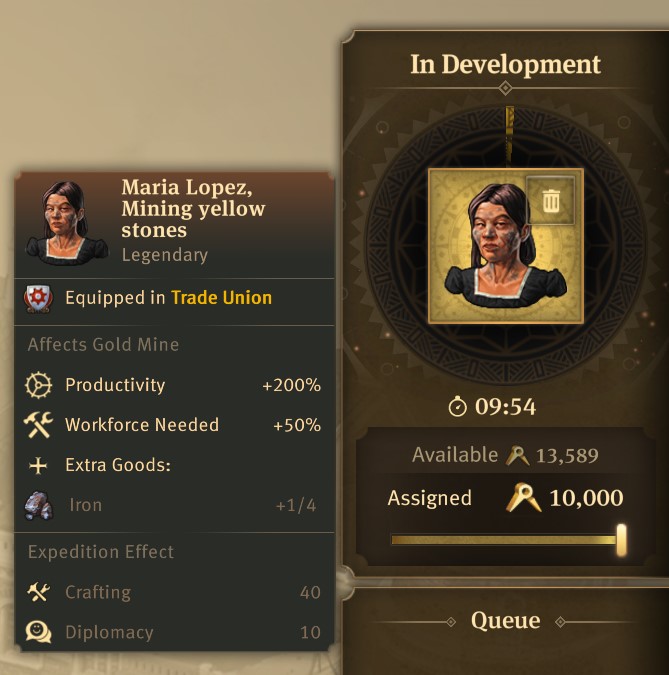 Maria Lopez,
Mining yellow
stones
Legendary
Equipped in Trade Union
Affects Gold Mine
Productivity +200%
Workforce Needed +50%
Extra Goods:
Iron +1/4
Expedition Effect
Crafting 40
Diplomacy 10
In Development
09:54
Available 13,589
Assigned 10,000
Queue